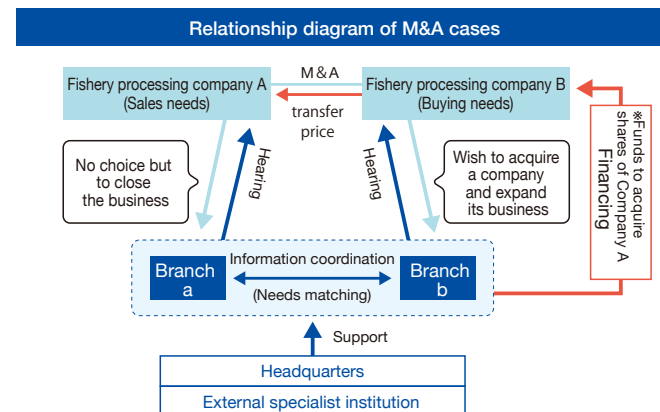 Relationship diagram of M&A cases
Fishery processing company A
(Sales needs)
M&A
transfer
price
Fishery processing company B
(Buying needs)
No choice but
to close
the business
Hearing
Hearing
Wish to acquire
a company
and expand
its business
※Funds to acquire
shares of Company A
Financing
Branch
a
Information coordination
(Needs matching)
Branch
b
Support
Headquarters
External specialist institution